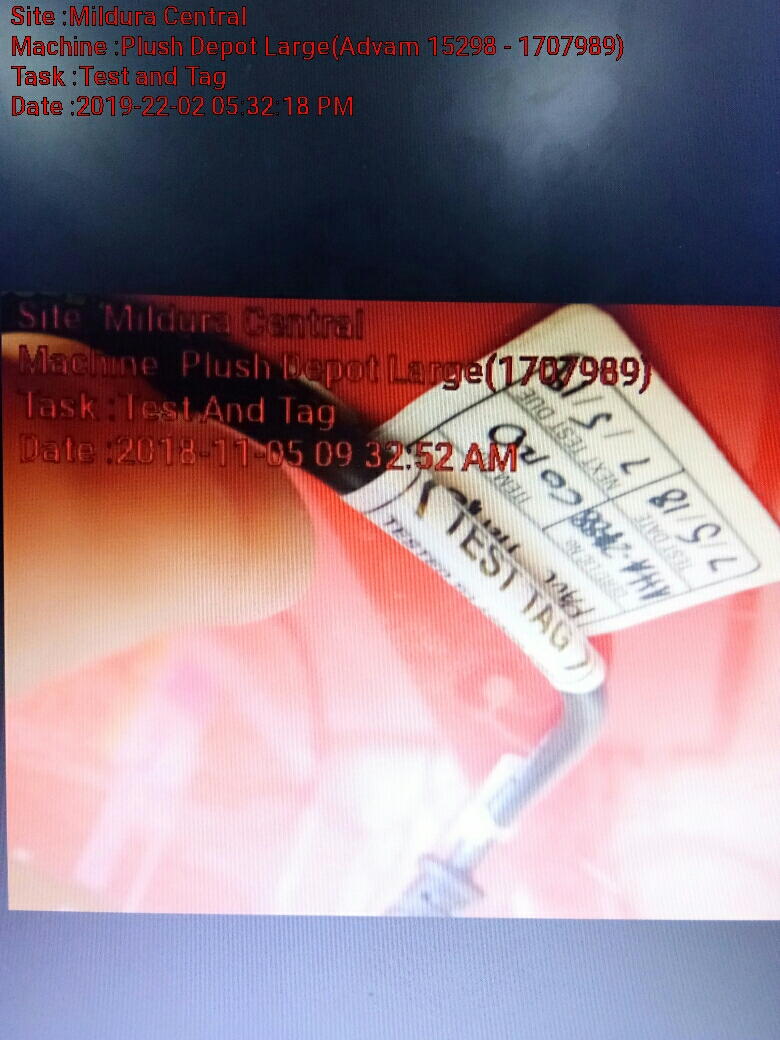 Site :Mildura Central
Machine :Plush Depot Large(Advam 15298 - 1707989)
Task :Test and Tag
Date :2019-22-02 05:32:18 PM
Site :Mildura Central
Machine :Plush Depot Large(1707989)
Task :Test And Tag
Date :2018-11-05 09:32:52 AM
TEST TAG
TEST DATE
7/5/18
NEXT TEST DUE
ITEM